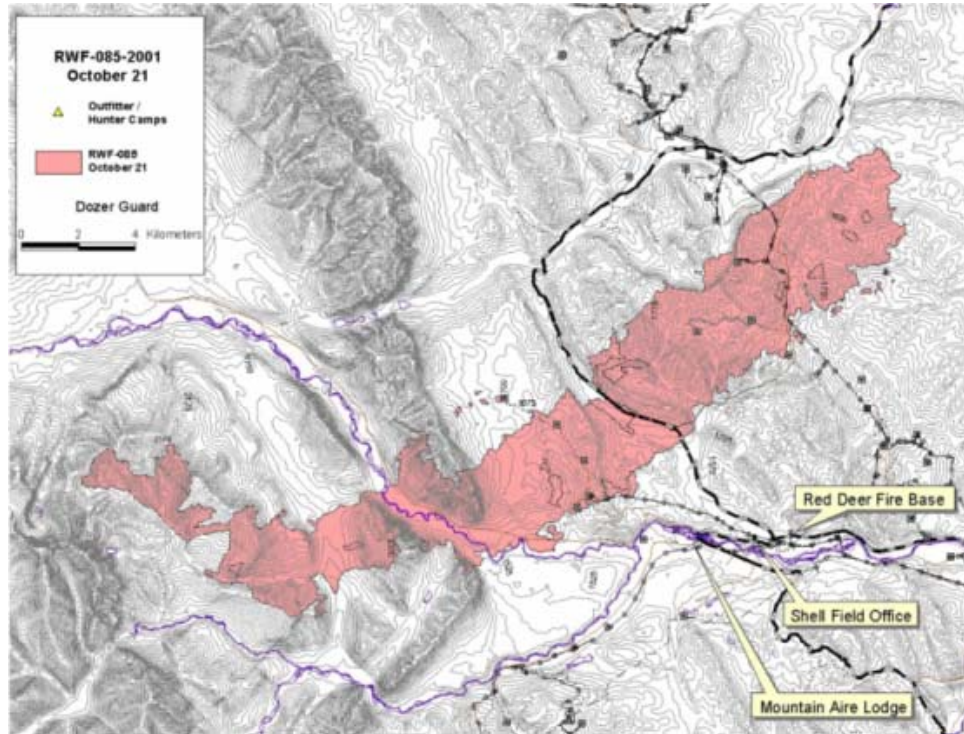 RWF-085-2001
October 21
Outfitter /
Hunter Camps
RWF-085
October 21
Dozer Guard
0 2 4 Kilometers
Red Deer Fire Base
Shell Field Office
Mountain Aire Lodge